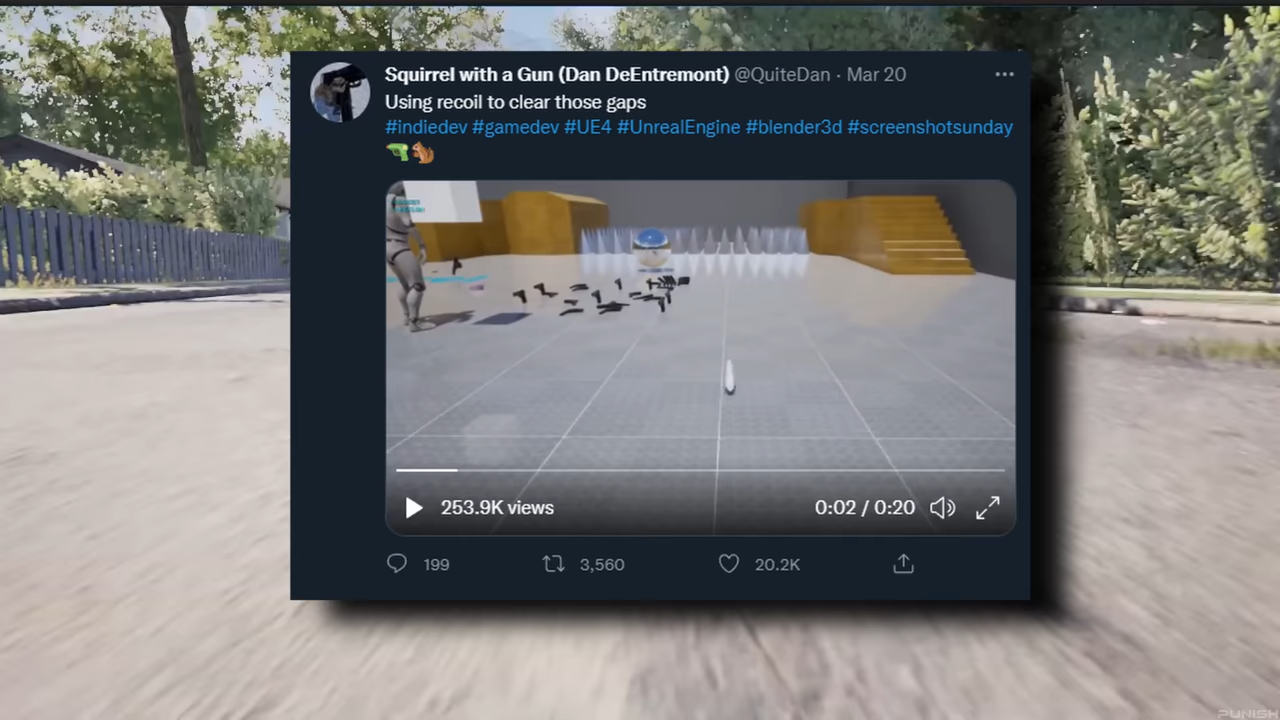 Squirrel with a Gun (Dan DeEntremont) @QuiteDan · Mar 20
Using recoil to clear those gaps
#indiedev #gamedev #UE4 #UnrealEngine #blender3d #screenshotsunday
253.9K views
0:02 / 0:20
199
3,560
20.2K
PUNISH